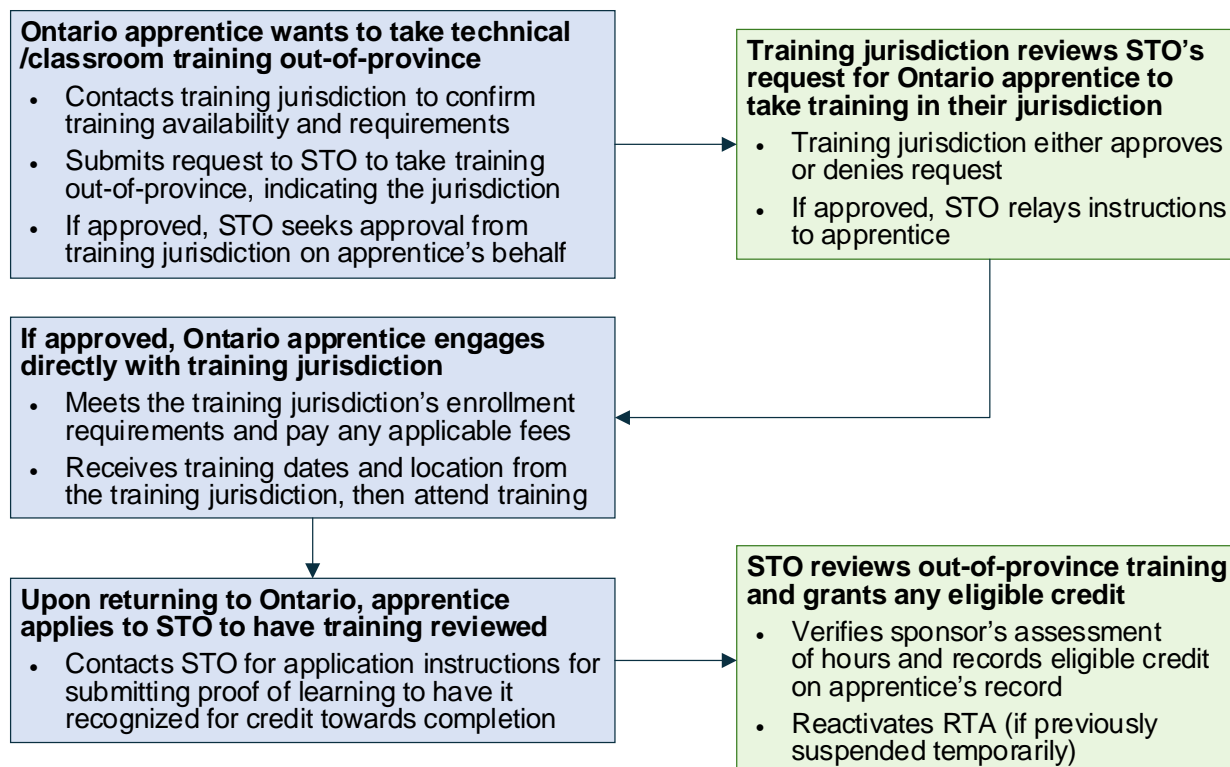 Ontario apprentice wants to take technical
/classroom training out-of-province
• Contacts training jurisdiction to confirm
training availability and requirements
• Submits request to STO to take training
out-of-province, indicating the jurisdiction
• If approved, STO seeks approval from
training jurisdiction on apprentice’s behalf
Training jurisdiction reviews STO’s
request for Ontario apprentice to
take training in their jurisdiction
• Training jurisdiction either approves
or denies request
• If approved, STO relays instructions
to apprentice
If approved, Ontario apprentice engages
directly with training jurisdiction
• Meets the training jurisdiction’s enrollment
requirements and pay any applicable fees
• Receives training dates and location from
the training jurisdiction, then attend training
Upon returning to Ontario, apprentice
applies to STO to have training reviewed
• Contacts STO for application instructions for
submitting proof of learning to have it
recognized for credit towards completion
STO reviews out-of-province training
and grants any eligible credit
• Verifies sponsor’s assessment
of hours and records eligible credit
on apprentice’s record
• Reactivates RTA (if previously
suspended temporarily)